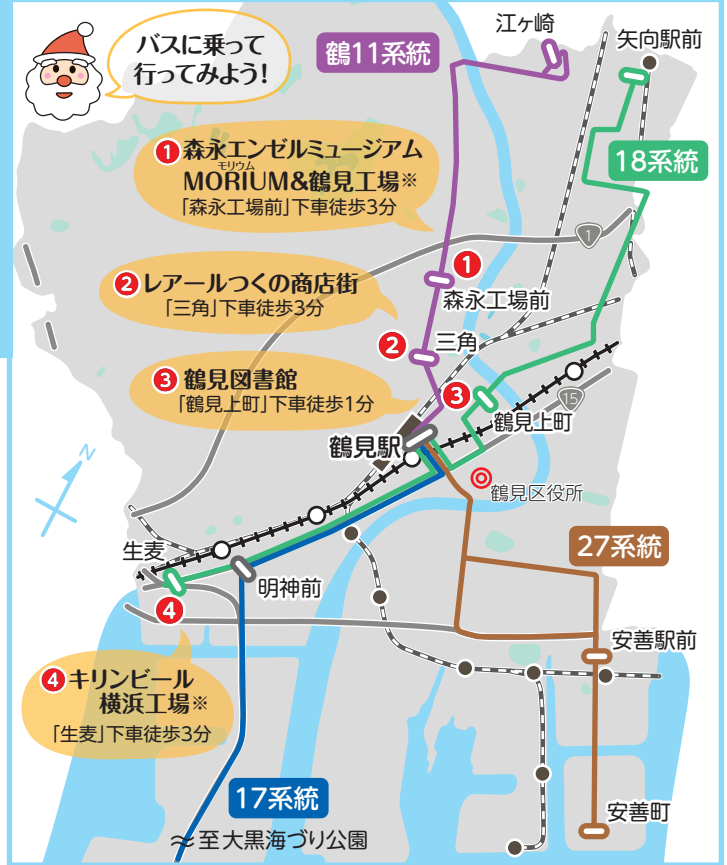 バスに乗って
行ってみよう!
鶴11系統
江ヶ崎
矢向駅前
18系統
1 森永エンゼルミュージアム
モリウム
MORIUM&鶴見工場※
「森永工場前」下車徒歩3分
1
1
森永工場前
2 レアールつくの商店街
「三角」下車徒歩3分
2
三角
3 鶴見図書館
「鶴見上町」下車徒歩1分
3
15
鶴見上町
鶴見駅
N
鶴見区役所
27系統
生麦
明神前
4
安善駅前
4 キリンビール
横浜工場※
「生麦」下車徒歩3分
17系統
安善町
≈至大黒海づり公園